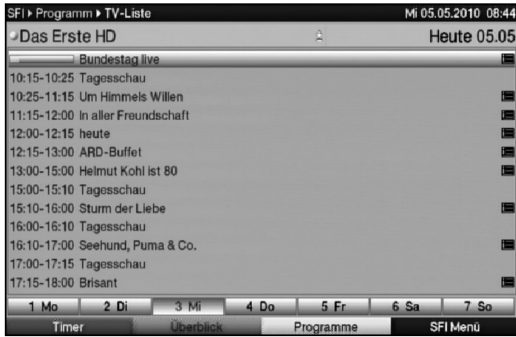 SFI ▸ Programm ▸ TV-Liste Mi 05.05.2010 08:44
Das Erste HD Heute 05.05
Bundestag live
10:15-10:25 Tagesschau
10:25-11:15 Um Himmels Willen
11:15-12:00 In aller Freundschaft
12:00-12:15 heute
12:15-13:00 ARD-Buffet
13:00-15:00 Helmut Kohl ist 80
15:00-15:10 Tagesschau
15:10-16:00 Sturm der Liebe
16:00-16:10 Tagesschau
16:10-17:00 Seehund, Puma & Co.
17:00-17:15 Tagesschau
17:15-18:00 Brisant
1 Mo 2 Di 3 Mi 4 Do 5 Fr 6 Sa 7 So
Timer Überblick Programme SFI Menü